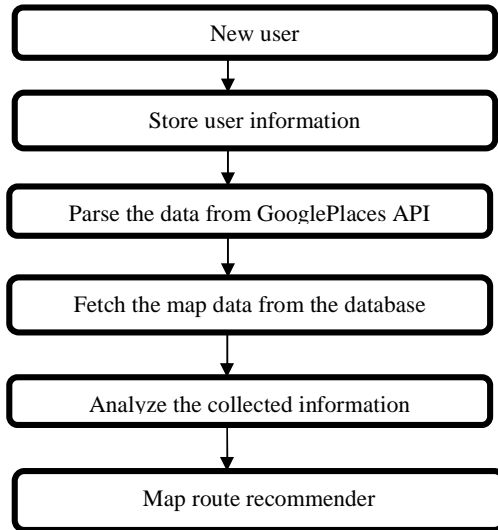 New user
Store user information
Parse the data from GooglePlaces API
Fetch the map data from the database
Analyze the collected information
Map route recommender